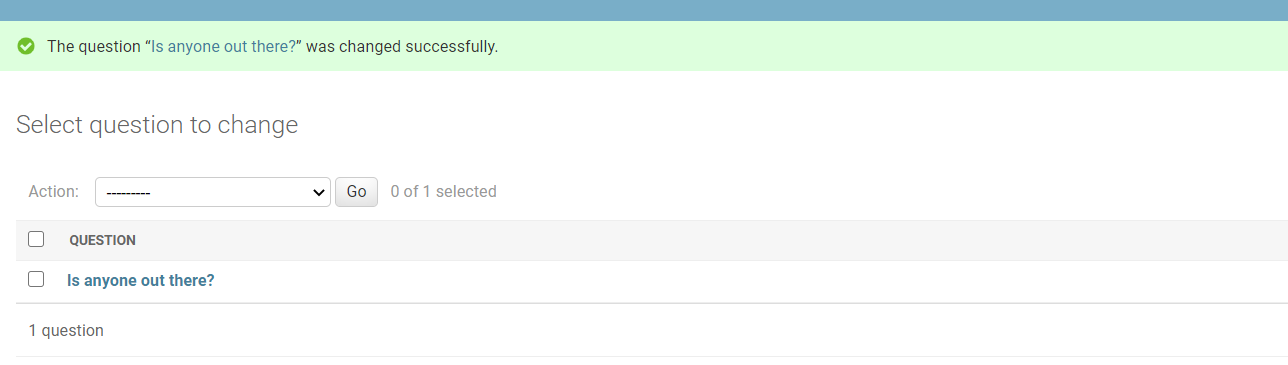 The question “Is anyone out there?” was changed successfully.
Select question to change
Action: --------- Go 0 of 1 selected
QUESTION
Is anyone out there?
1 question